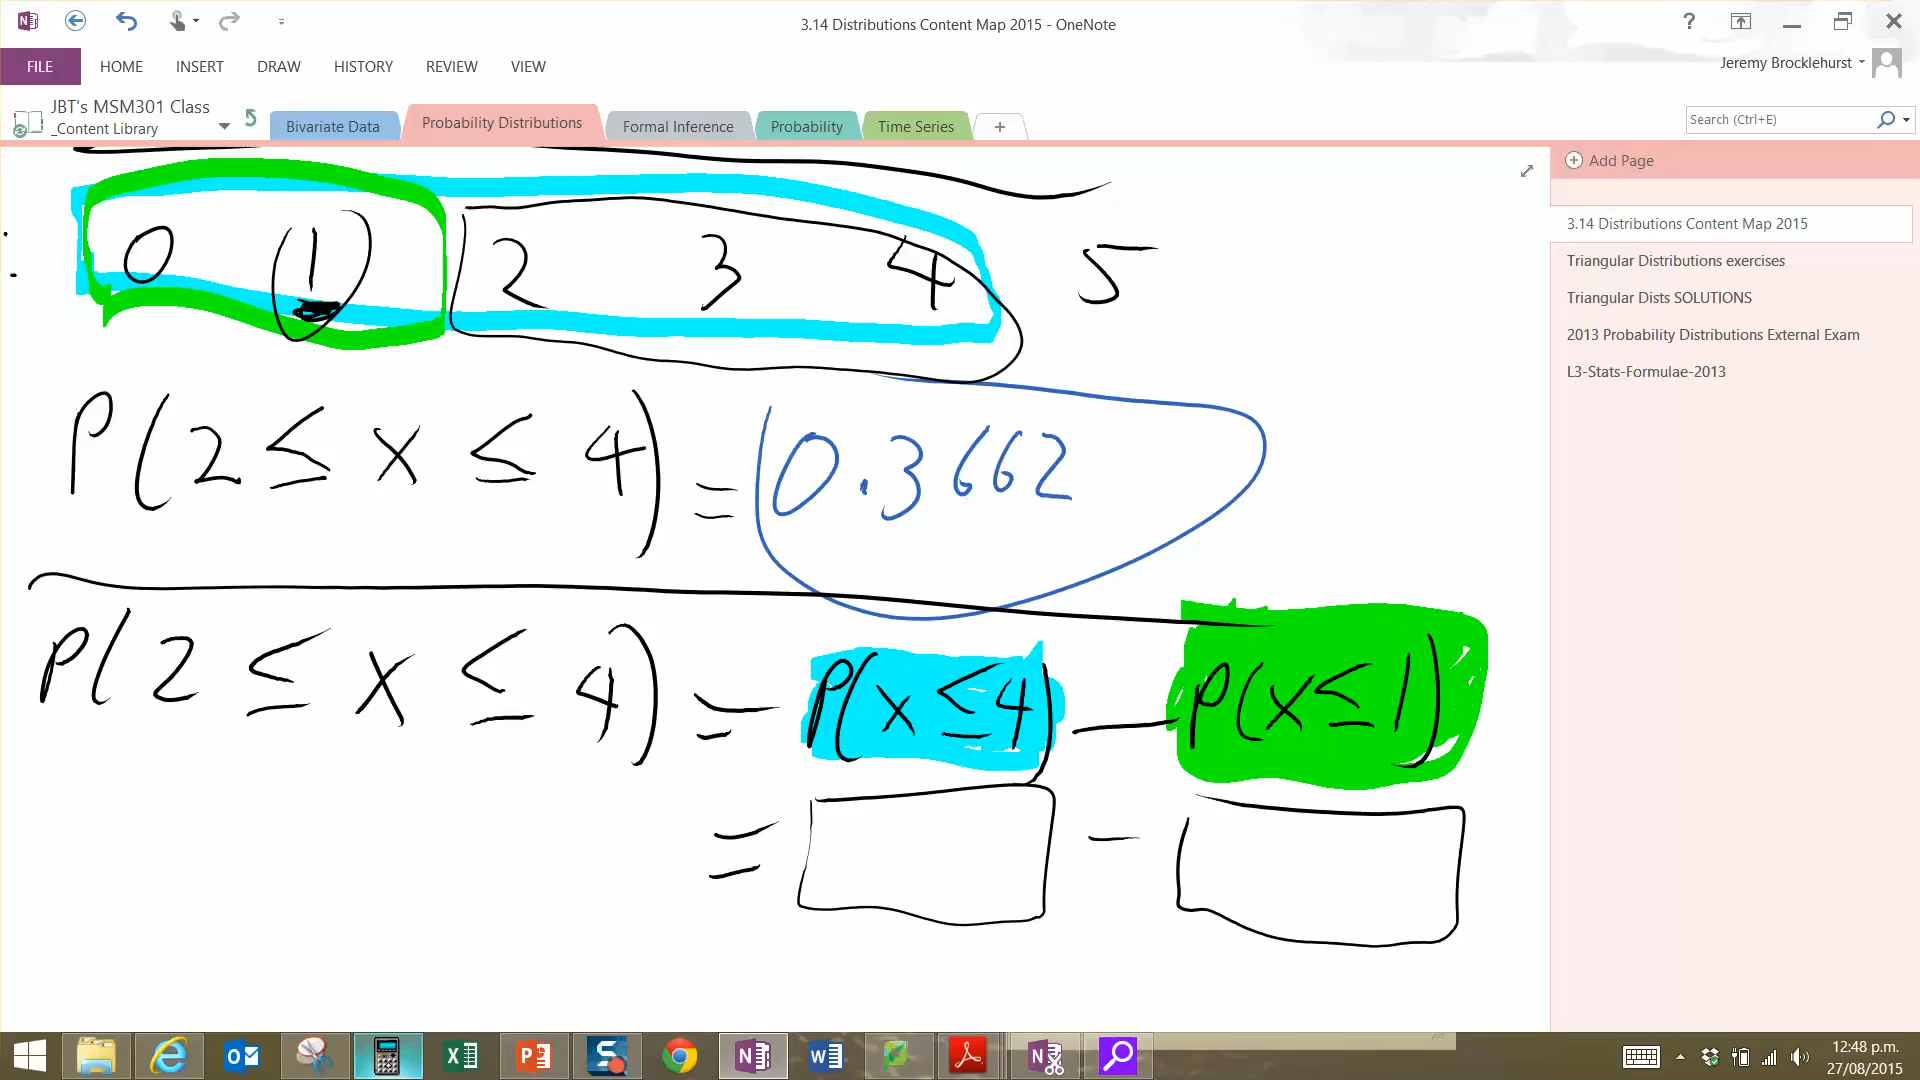 3.14 Distributions Content Map 2015 - OneNote
FILE HOME INSERT DRAW HISTORY REVIEW VIEW
Jeremy Brocklehurst
JBT's MSM301 Class
_Content Library
Bivariate Data Probability Distributions Formal Inference Probability Time Series +
Search (Ctrl+E)
Add Page
3.14 Distributions Content Map 2015
Triangular Distributions exercises
Triangular Dists SOLUTIONS
2013 Probability Distributions External Exam
L3-Stats-Formulae-2013
0 1 2 3 4 5
P(2 ≤ x ≤ 4) = 0.3662
P(2 ≤ x ≤ 4) = P(x ≤ 4) - P(x ≤ 1)
= -
12:48 p.m.
27/08/2015